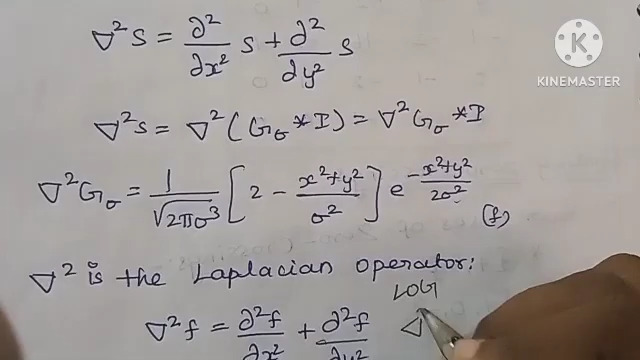 ∇²S = ∂²/∂x² S + ∂²/∂y² S
KINEMASTER
∇²S = ∇²(Gσ * I) = ∇²Gσ * I
∇²Gσ = 1/√2πσ³ [2 - x²+y²/σ²] e^-x²+y²/2σ²
∇² is the Laplacian operator:
LOG
∇²f = ∂²f/∂x² + ∂²f/∂y²